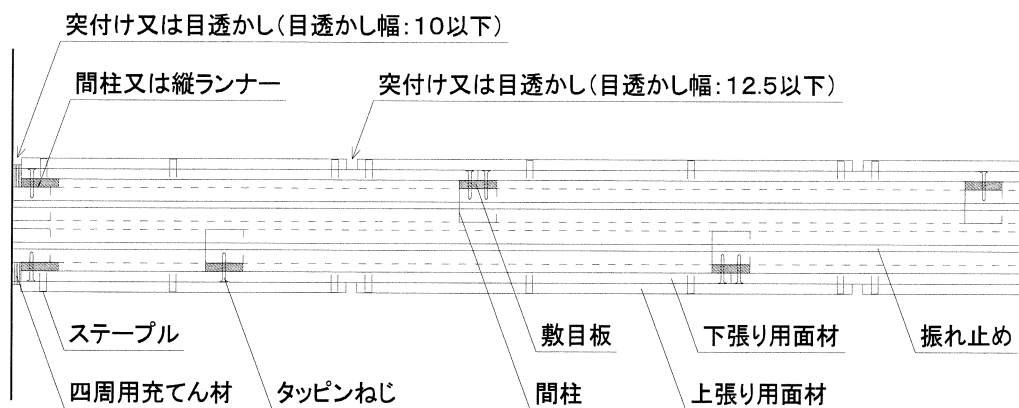 突付け又は目透かし(目透かし幅:10以下)
間柱又は縦ランナー
突付け又は目透かし(目透かし幅:12.5以下)
ステープル
敷目板
下張り用面材
振れ止め
四周用充てん材
タッピンねじ
間柱
上張り用面材